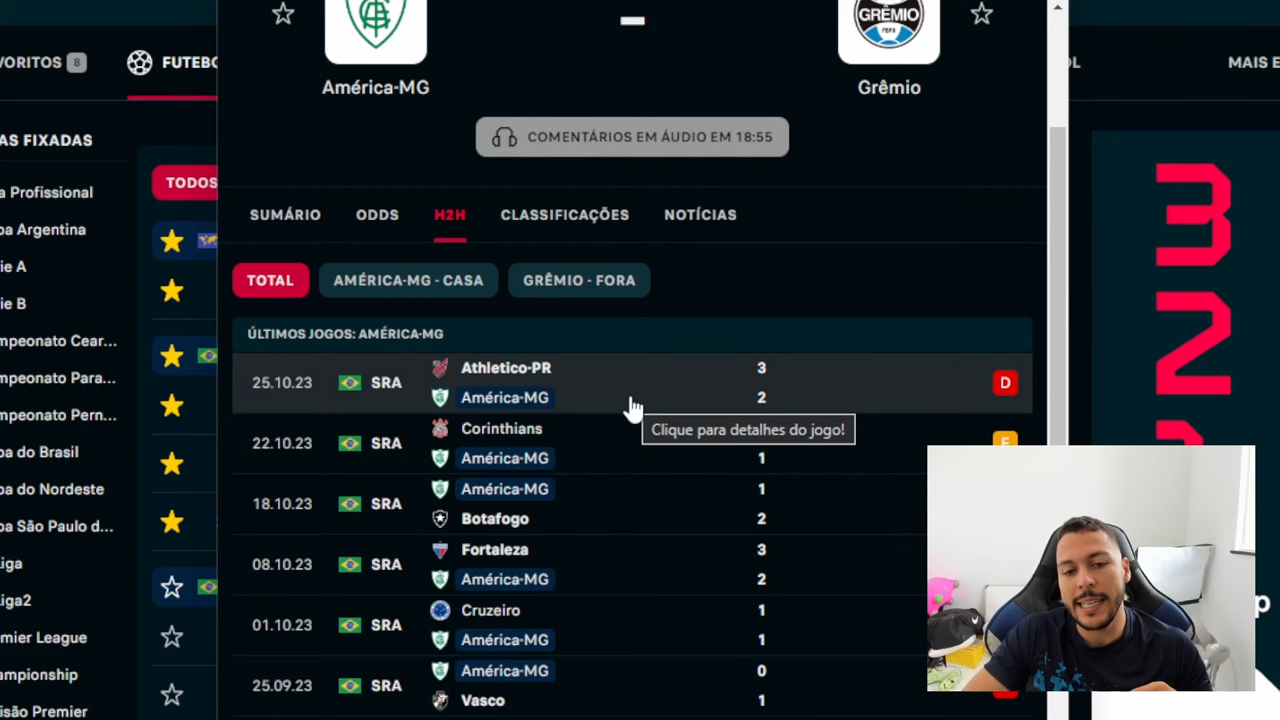 VORITOS 8
FUTEBO
OL
MAIS E
AS FIXADAS
a Profissional
pa Argentina
ie A
ie B
mpeonato Cear...
mpeonato Para...
mpeonato Pern...
pa do Brasil
pa do Nordeste
pa São Paulo d...
Liga
Liga2
mier League
ampionship
isão Premier
TODOS
GRÊMIO
FBPA
América-MG
Grêmio
COMENTÁRIOS EM ÁUDIO EM 18:55
SUMÁRIO ODDS H2H CLASSIFICAÇÕES NOTÍCIAS
TOTAL AMÉRICA-MG - CASA GRÊMIO - FORA
ÚLTIMOS JOGOS: AMÉRICA-MG
25.10.23 SRA Athletico-PR 3
América-MG 2 D
Clique para detalhes do jogo!
22.10.23 SRA Corinthians
América-MG 1 E
18.10.23 SRA América-MG 1
Botafogo 2
08.10.23 SRA Fortaleza 3
América-MG 2
01.10.23 SRA Cruzeiro 1
América-MG 1
25.09.23 SRA América-MG 0
Vasco 1
32
p